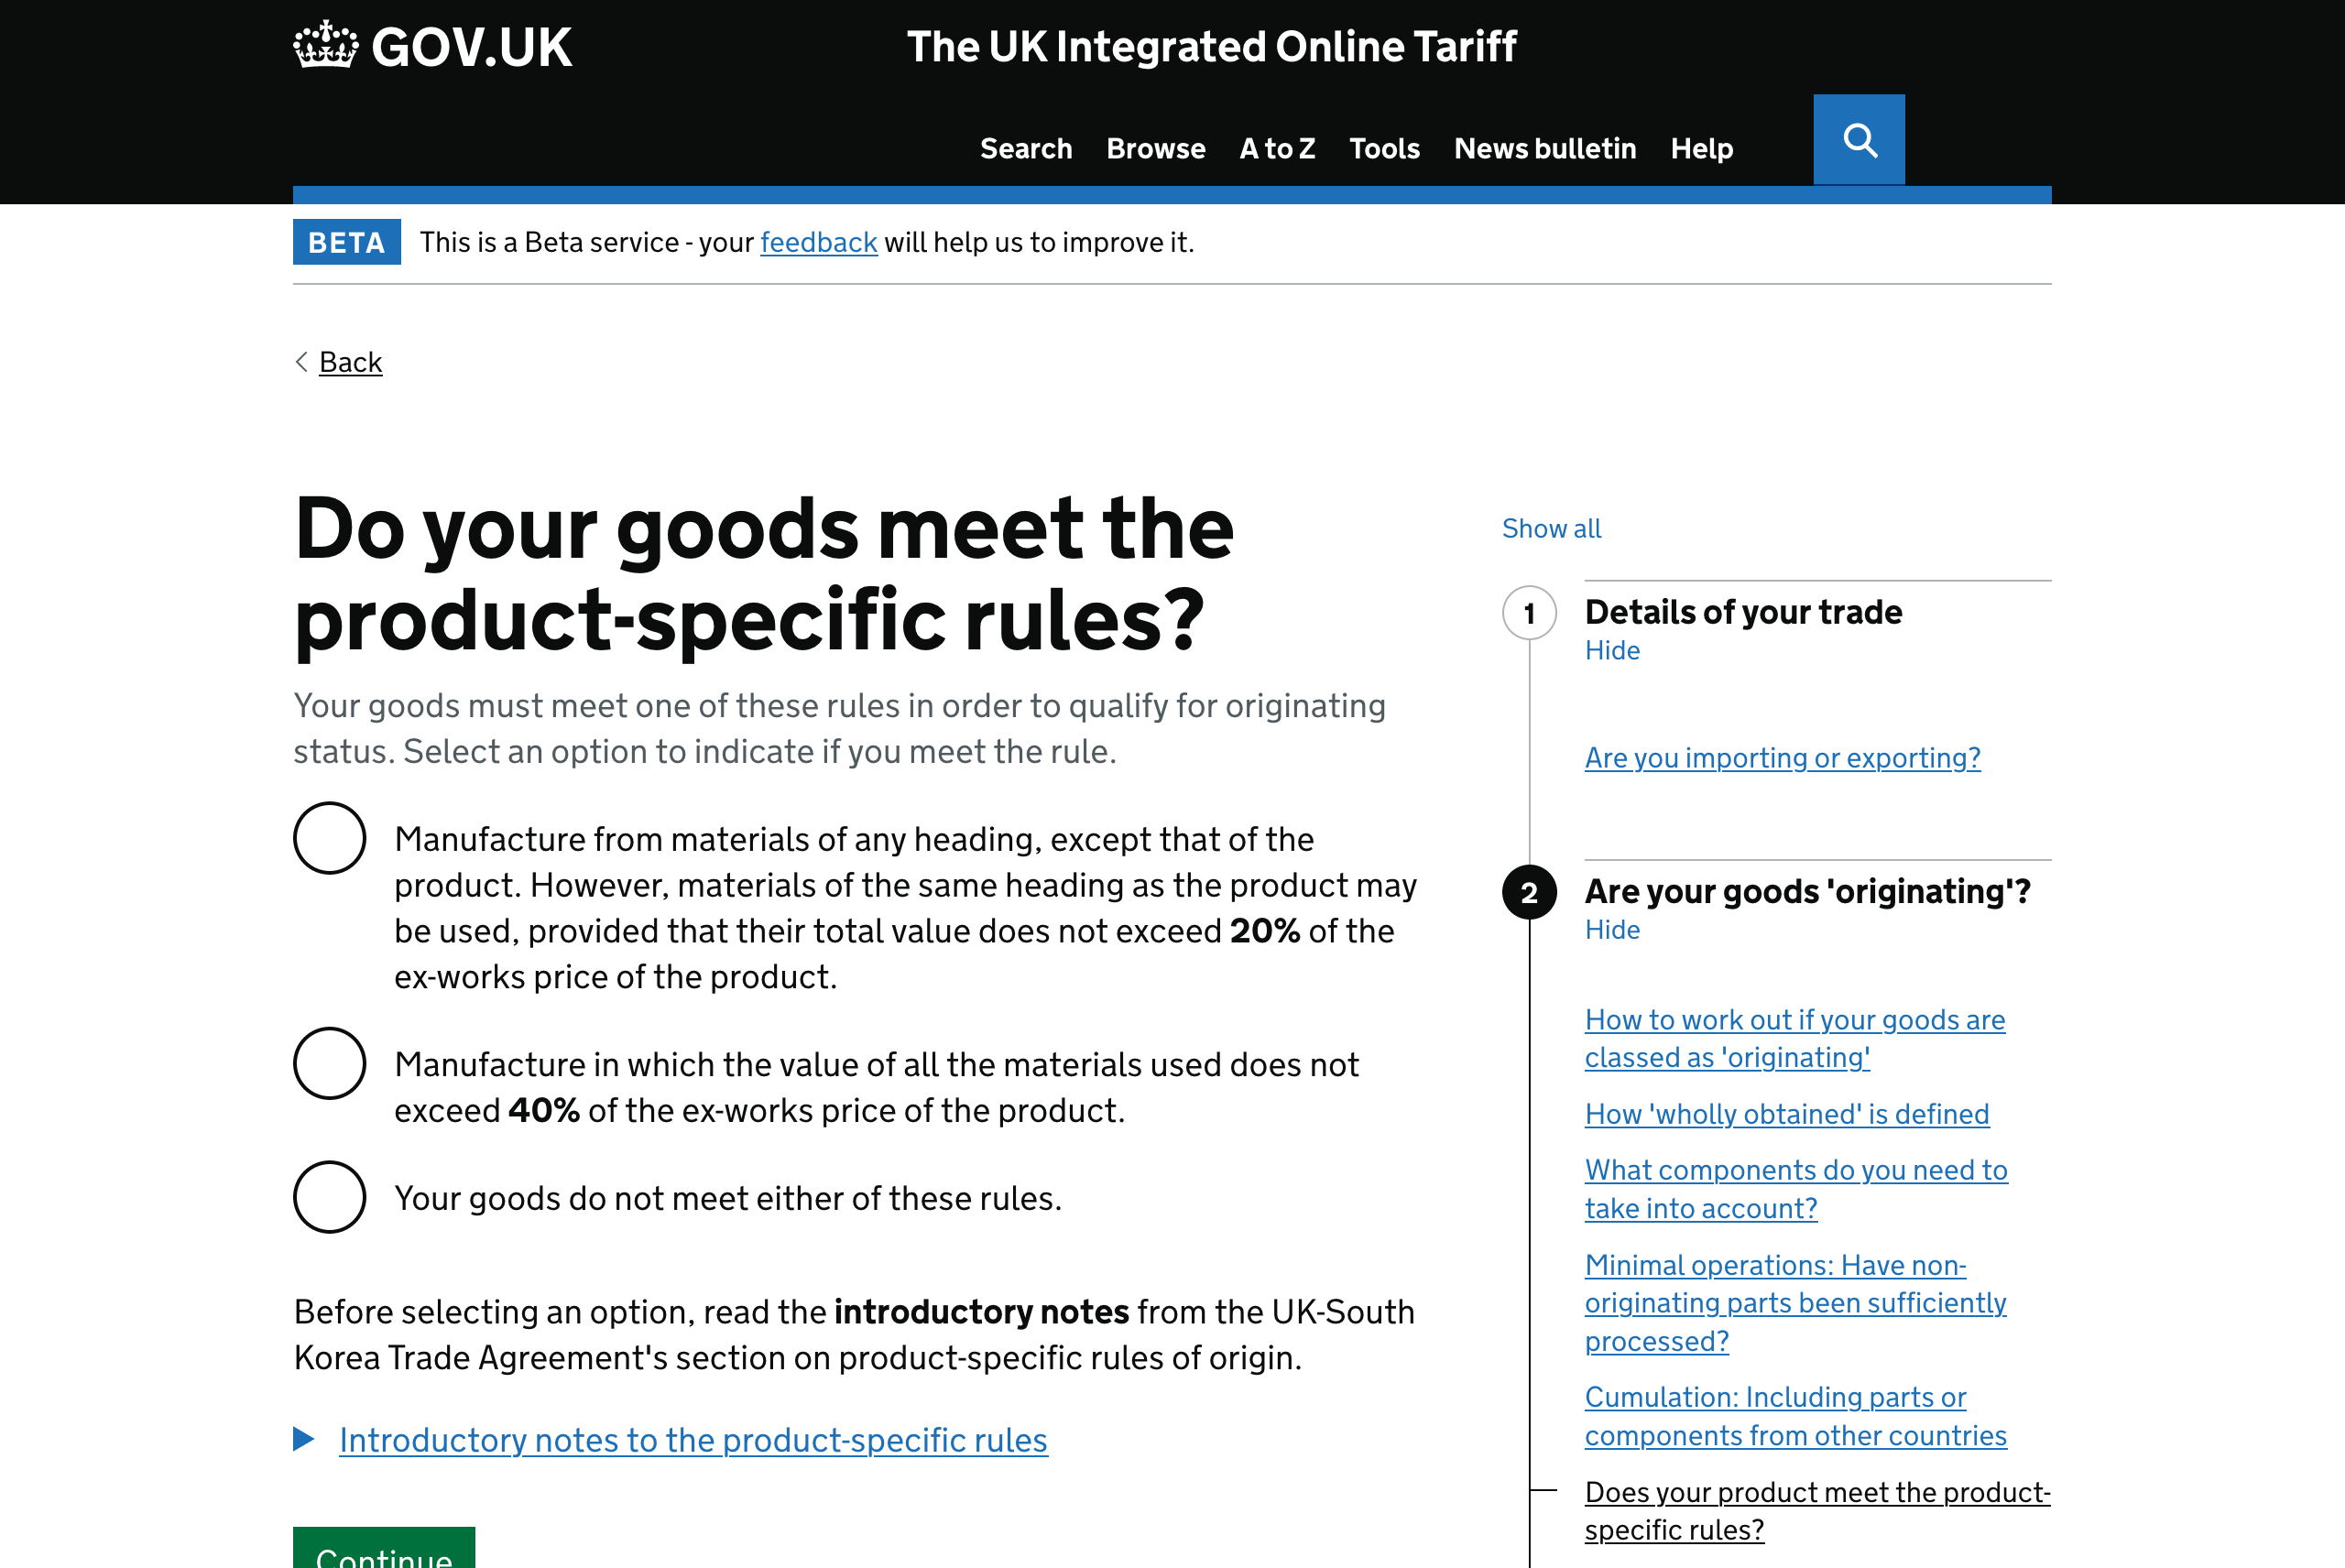 GOV.UK
The UK Integrated Online Tariff
Search Browse A to Z Tools News bulletin Help
BETA This is a Beta service - your feedback will help us to improve it.
Back
Do your goods meet the
product-specific rules?
Your goods must meet one of these rules in order to qualify for originating
status. Select an option to indicate if you meet the rule.
Manufacture from materials of any heading, except that of the
product. However, materials of the same heading as the product may
be used, provided that their total value does not exceed 20% of the
ex-works price of the product.
Manufacture in which the value of all the materials used does not
exceed 40% of the ex-works price of the product.
Your goods do not meet either of these rules.
Before selecting an option, read the introductory notes from the UK-South
Korea Trade Agreement's section on product-specific rules of origin.
Introductory notes to the product-specific rules
Continue
Show all
1 Details of your trade
Hide
Are you importing or exporting?
2 Are your goods 'originating'?
Hide
How to work out if your goods are
classed as 'originating'
How 'wholly obtained' is defined
What components do you need to
take into account?
Minimal operations: Have non-
originating parts been sufficiently
processed?
Cumulation: Including parts or
components from other countries
Does your product meet the product-
specific rules?